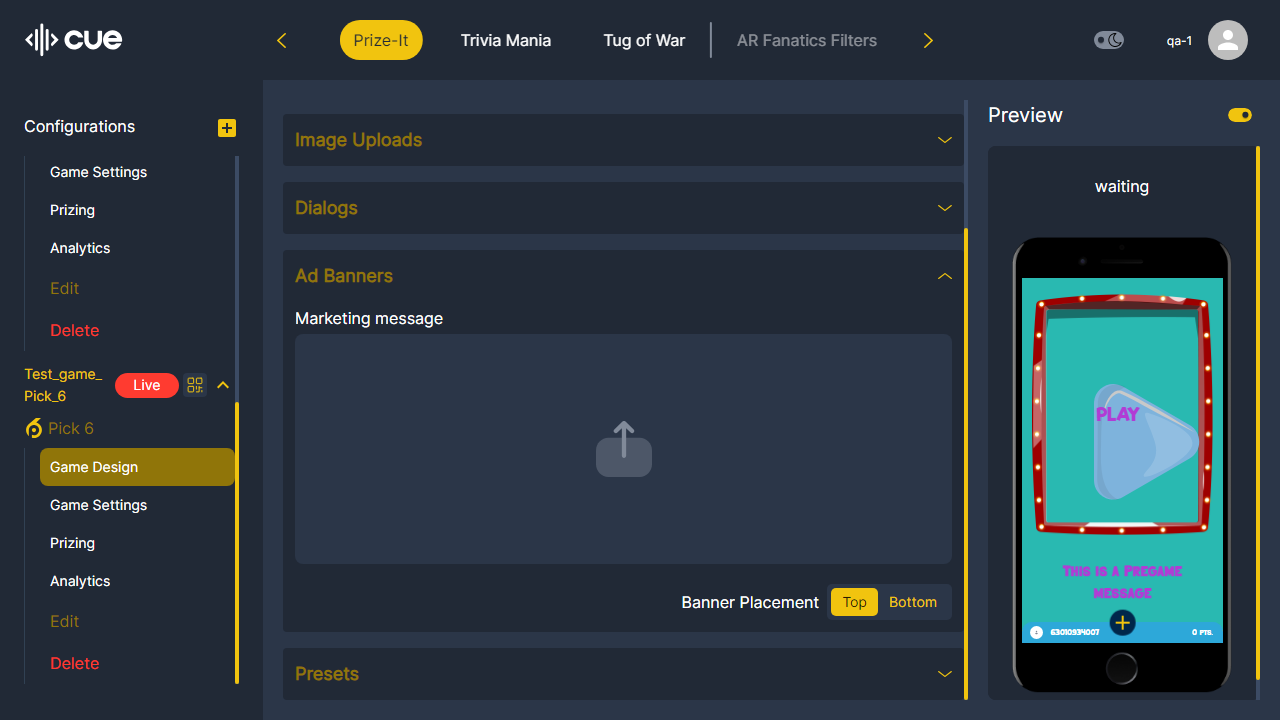 cue
Prize-It
Trivia Mania
Tug of War
AR Fanatics Filters
qa-1
Configurations
Game Settings
Prizing
Analytics
Edit
Delete
Test_game_
Pick_6
Live
Pick 6
Game Design
Game Settings
Prizing
Analytics
Edit
Delete
Image Uploads
Dialogs
Ad Banners
Marketing message
Banner Placement
Top
Bottom
Presets
Preview
waiting
PLAY
This is a Pregame
message
63010934007
0 PTS.